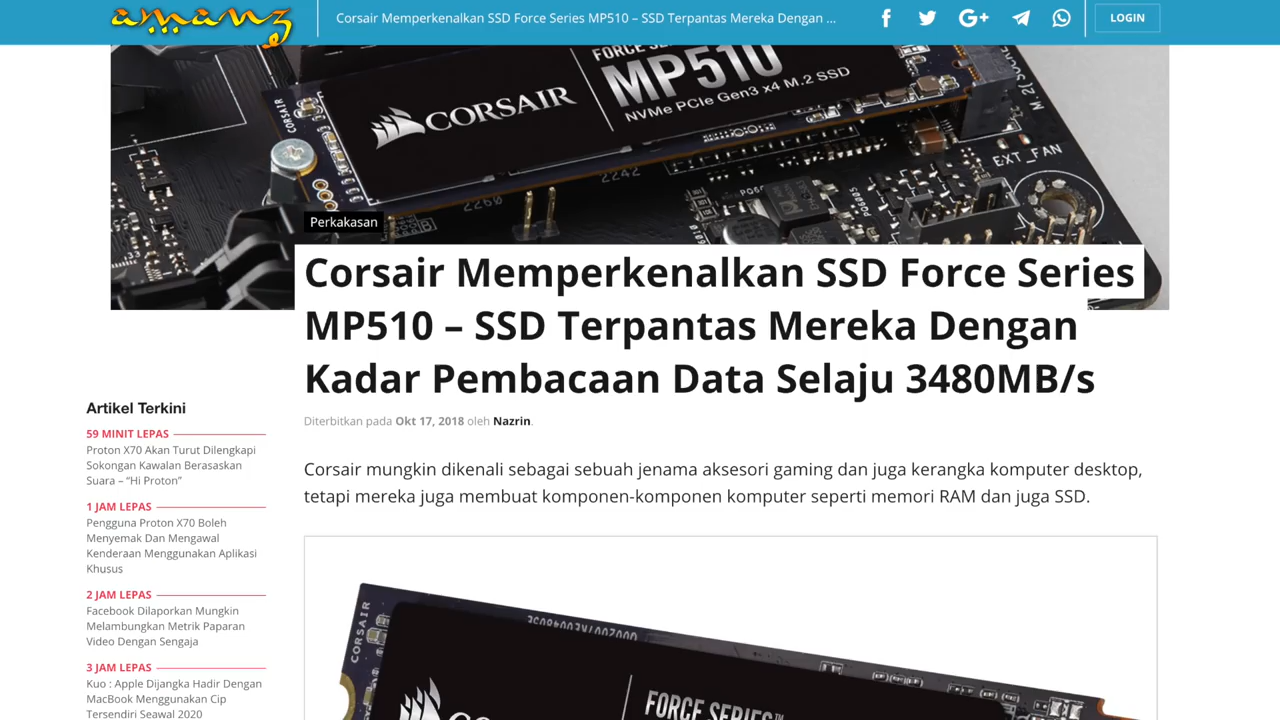 amanz
Corsair Memperkenalkan SSD Force Series MP510 – SSD Terpantas Mereka Dengan ...
LOGIN
CORSAIR
CORSAIR
FORCE SERIES
MP510
NVMe PCIe Gen3 x4 M.2 SSD
EXT_FAN
2242
2260
Perkakasan
Corsair Memperkenalkan SSD Force Series
MP510 – SSD Terpantas Mereka Dengan
Kadar Pembacaan Data Selaju 3480MB/s
Diterbitkan pada Okt 17, 2018 oleh Nazrin.
Corsair mungkin dikenali sebagai sebuah jenama aksesori gaming dan juga kerangka komputer desktop,
tetapi mereka juga membuat komponen-komponen komputer seperti memori RAM dan juga SSD.
Artikel Terkini
59 MINIT LEPAS
Proton X70 Akan Turut Dilengkapi
Sokongan Kawalan Berasaskan
Suara – “Hi Proton”
1 JAM LEPAS
Pengguna Proton X70 Boleh
Menyemak Dan Mengawal
Kenderaan Menggunakan Aplikasi
Khusus
2 JAM LEPAS
Facebook Dilaporkan Mungkin
Melambungkan Metrik Paparan
Video Dengan Sengaja
3 JAM LEPAS
Kuo : Apple Dijangka Hadir Dengan
MacBook Menggunakan Cip
Tersendiri Seawal 2020
CORSAIR
FORCE SERIES™